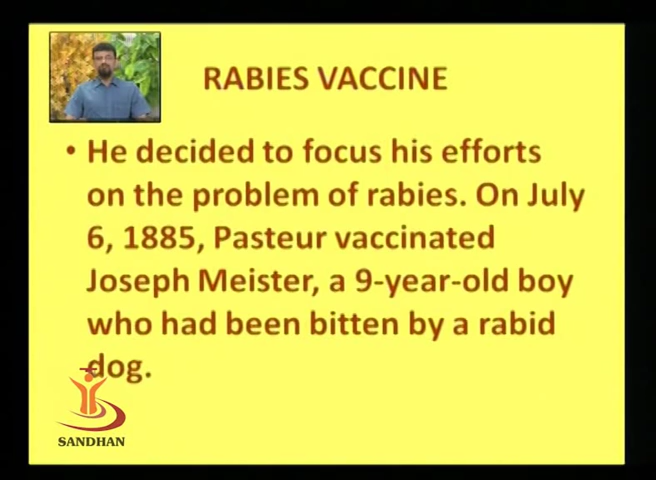 RABIES VACCINE
• He decided to focus his efforts
on the problem of rabies. On July
6, 1885, Pasteur vaccinated
Joseph Meister, a 9-year-old boy
who had been bitten by a rabid
dog.
SANDHAN